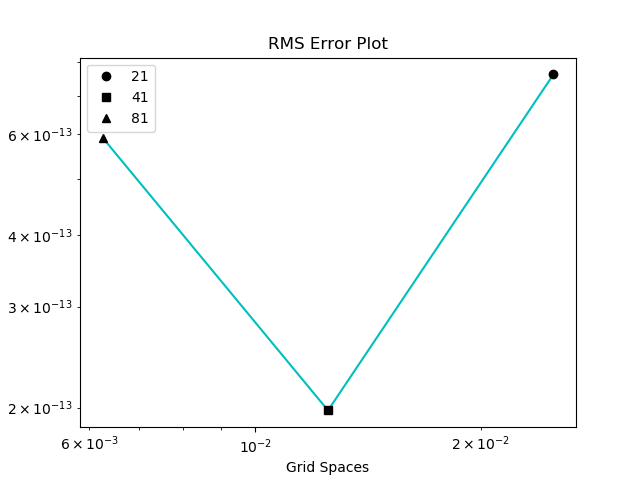 RMS Error Plot
21
41
81
6 × 10⁻¹³
4 × 10⁻¹³
3 × 10⁻¹³
2 × 10⁻¹³
6 × 10⁻³
10⁻²
2 × 10⁻²
Grid Spaces